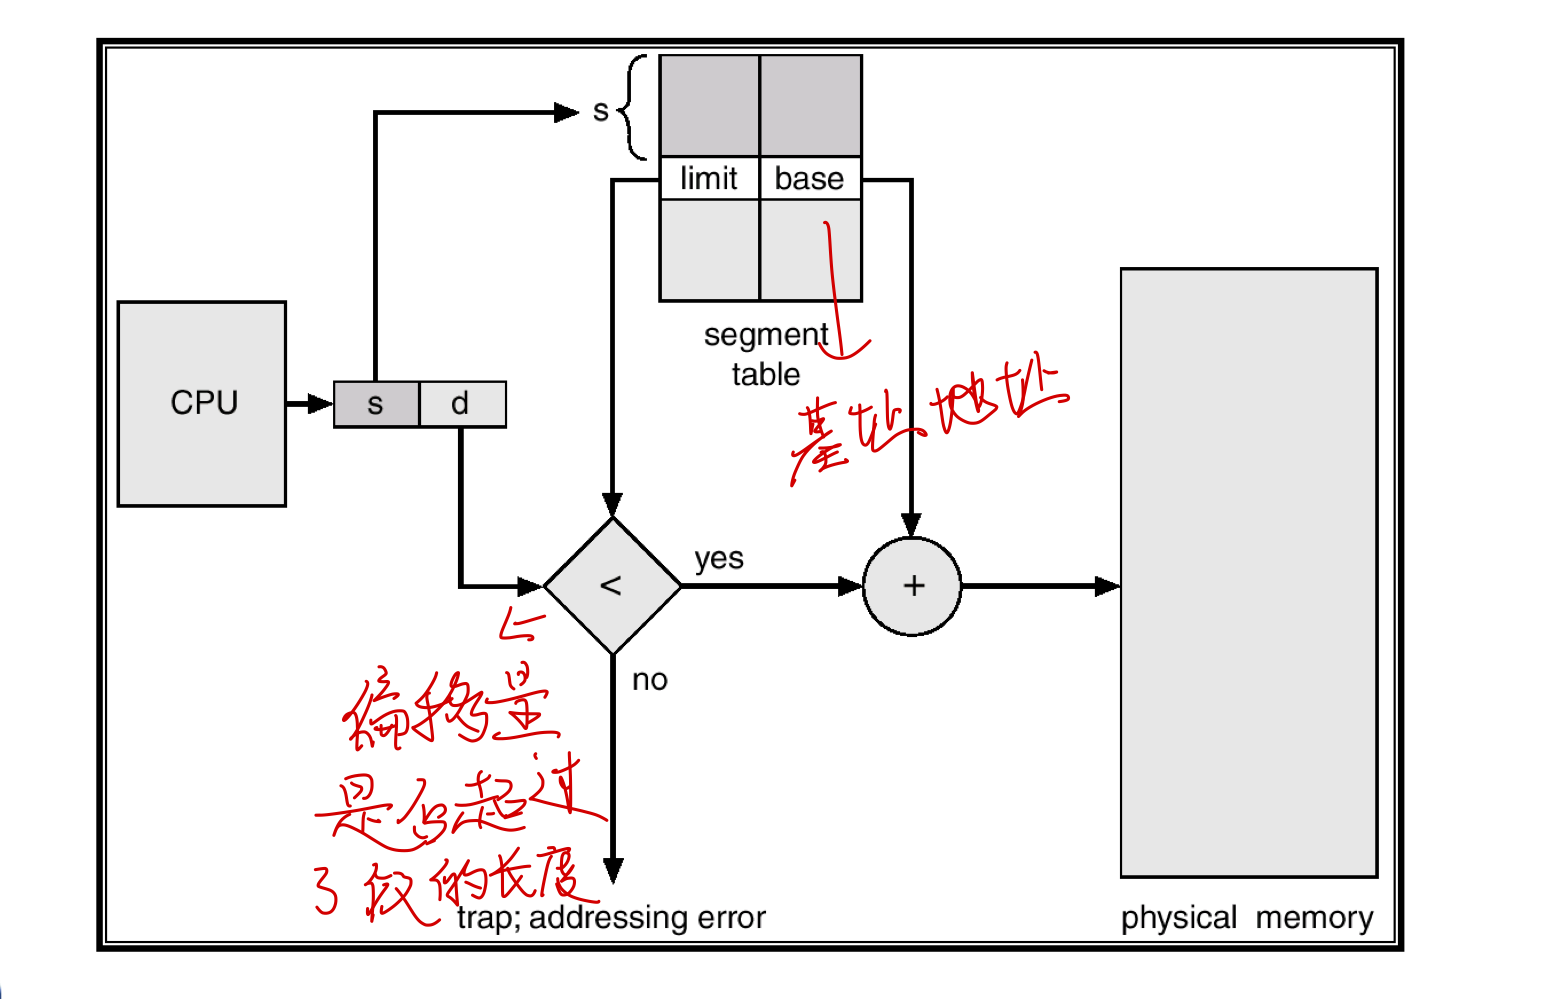 s
limit base
segment
table
CPU
s d
基址地址
<
yes
+
no
偏移量
是否超过
了段的长度
trap; addressing error
physical memory